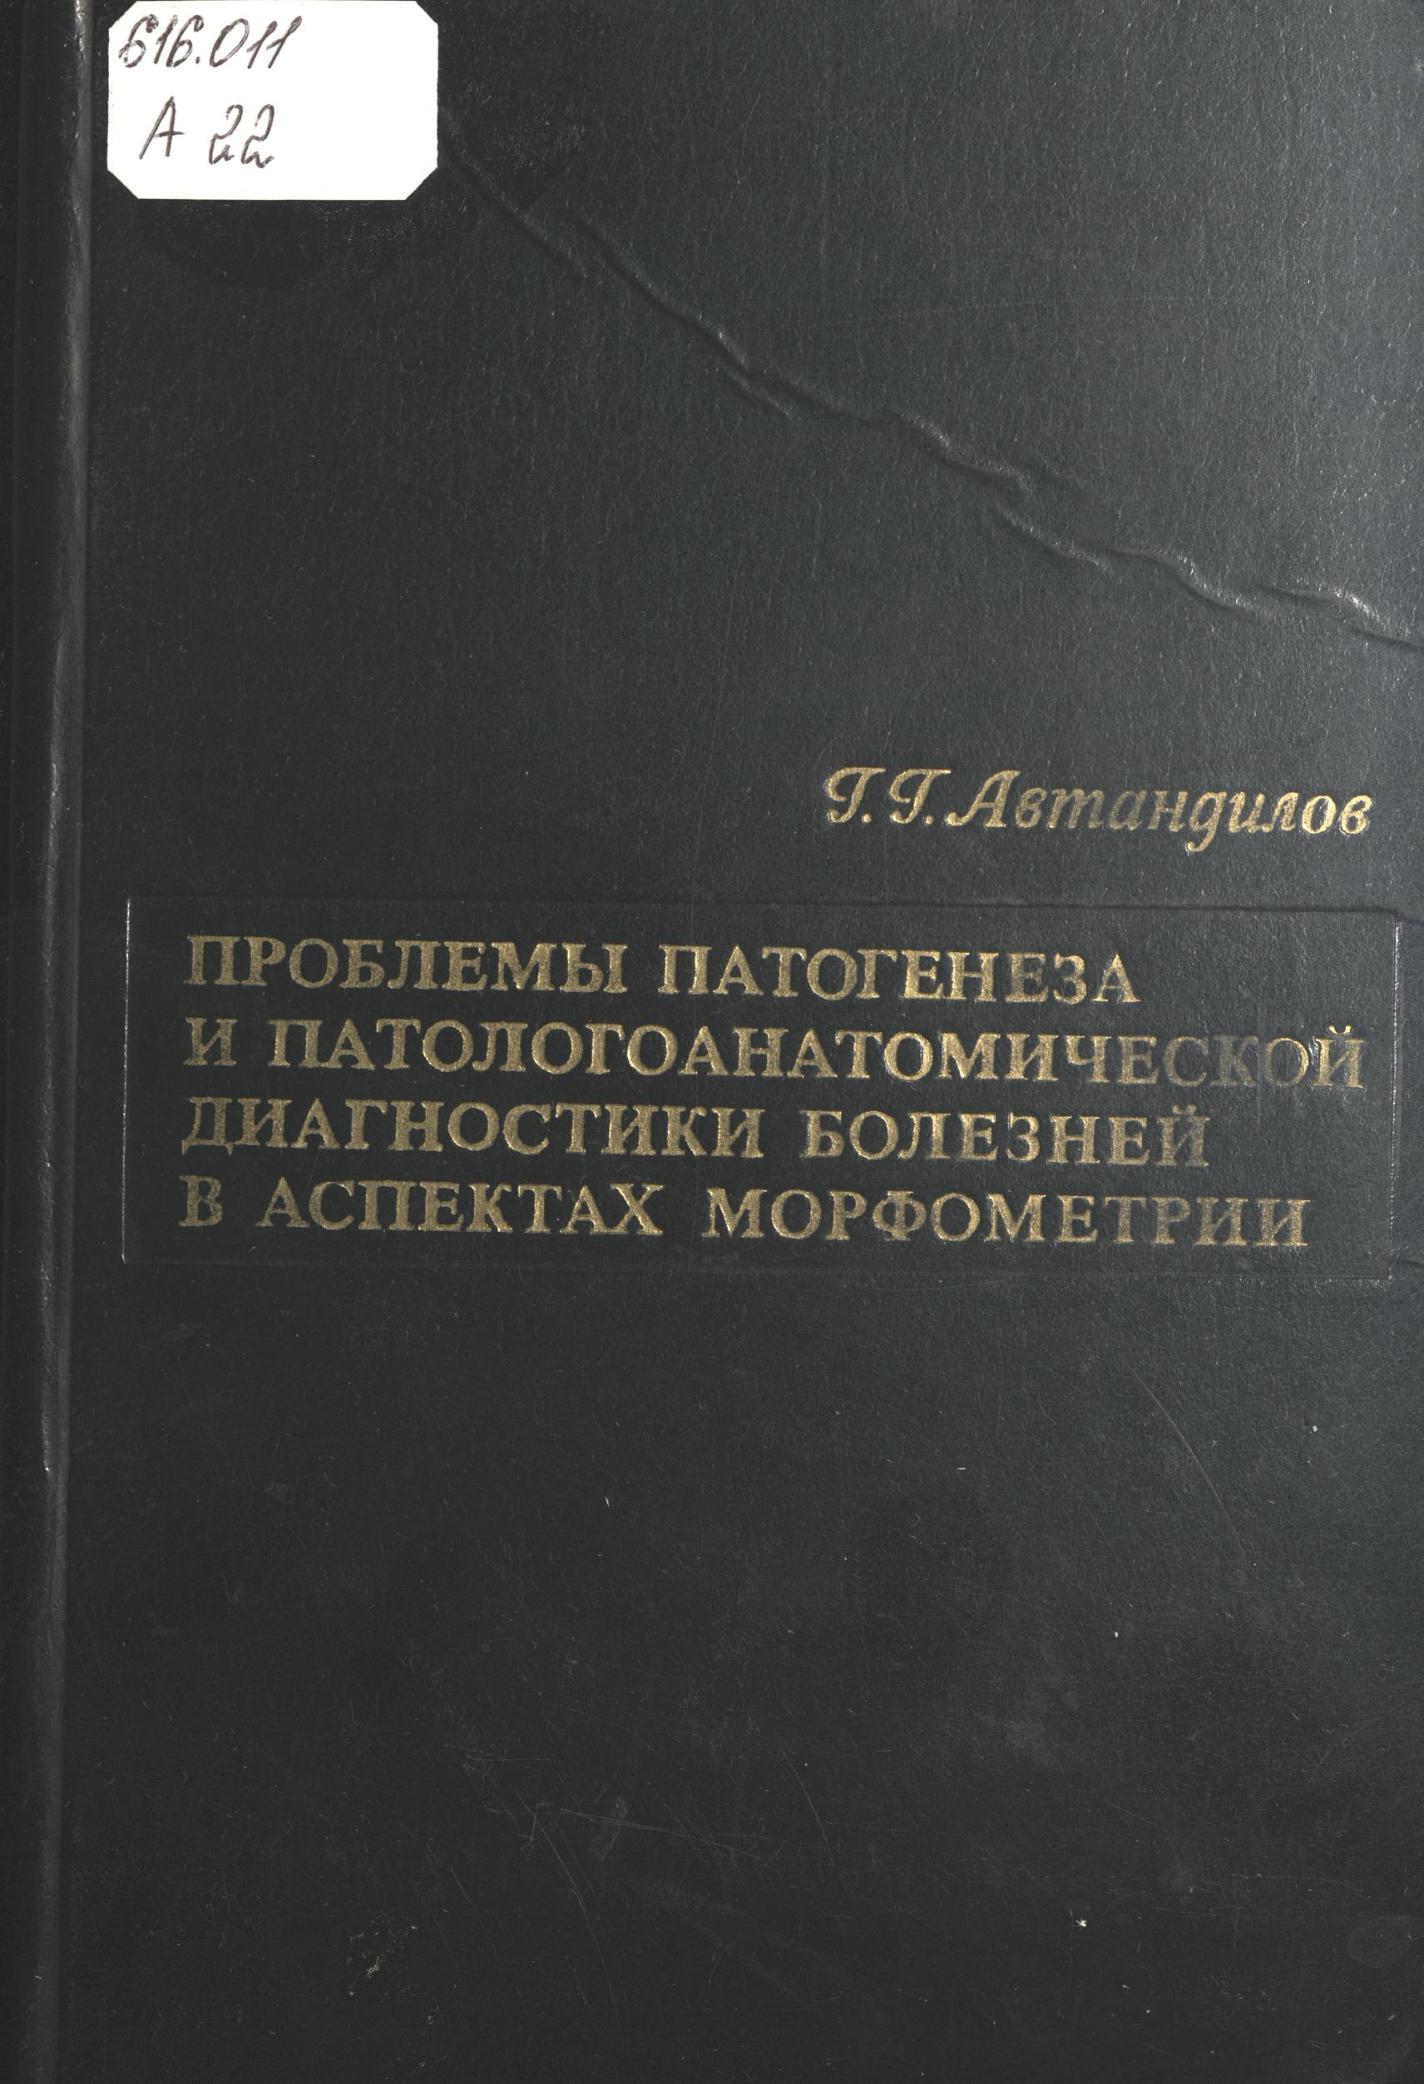 616.011
А 22
Г. Г. Автандилов
ПРОБЛЕМЫ ПАТОГЕНЕЗА
И ПАТОЛОГОАНАТОМИЧЕСКОЙ
ДИАГНОСТИКИ БОЛЕЗНЕЙ
В АСПЕКТАХ МОРФОМЕТРИИ